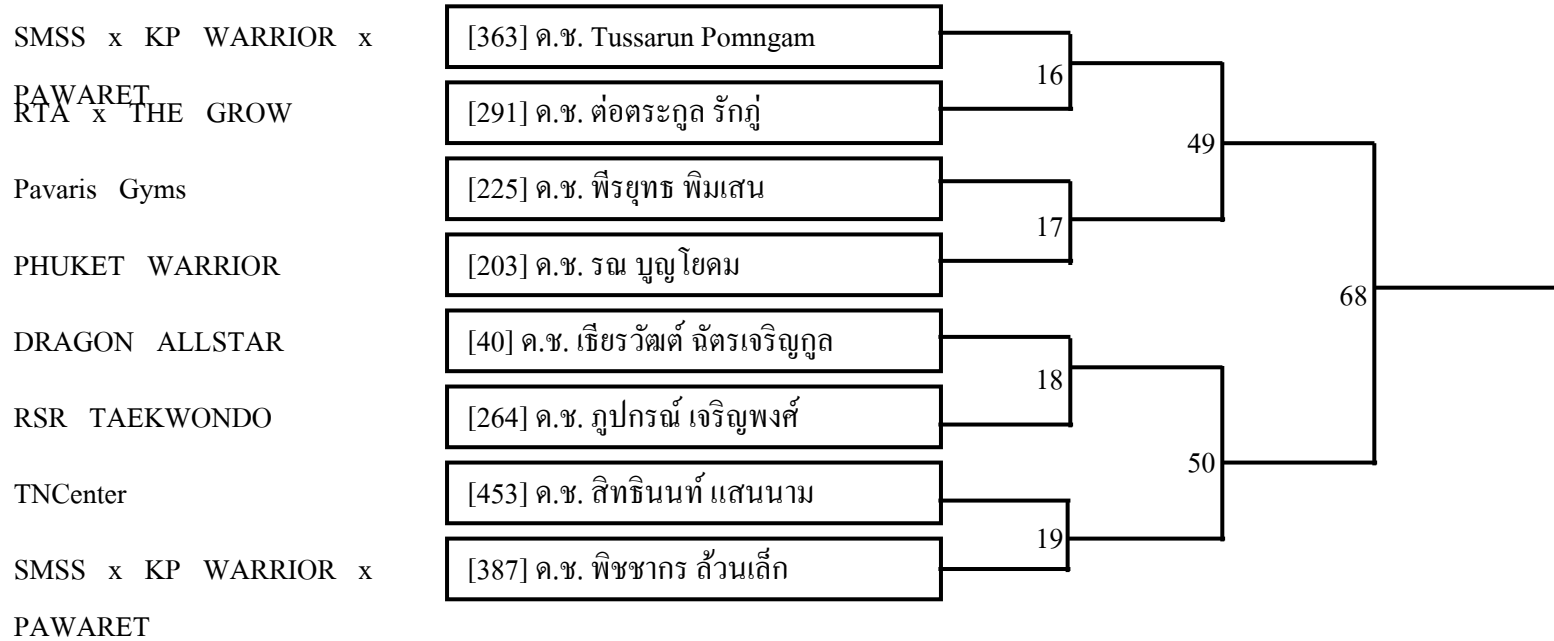 SMSS x KP WARRIOR x
PAWARET
[363] ด.ช. Tussarun Pomngam
16
RTA x THE GROW
[291] ด.ช. ต่อตระกูล รักภู่
49
Pavaris Gyms
[225] ด.ช. พีรยุทธ พิมเสน
17
PHUKET WARRIOR
[203] ด.ช. รณ บูญโยดม
68
DRAGON ALLSTAR
[40] ด.ช. เธียรวัฒต์ ฉัตรเจริญกูล
18
RSR TAEKWONDO
[264] ด.ช. ภูปกรณ์ เจริญพงศ์
50
TNCenter
[453] ด.ช. สิทธินนท์ แสนนาม
19
SMSS x KP WARRIOR x
PAWARET
[387] ด.ช. พิชชากร ล้วนเล็ก